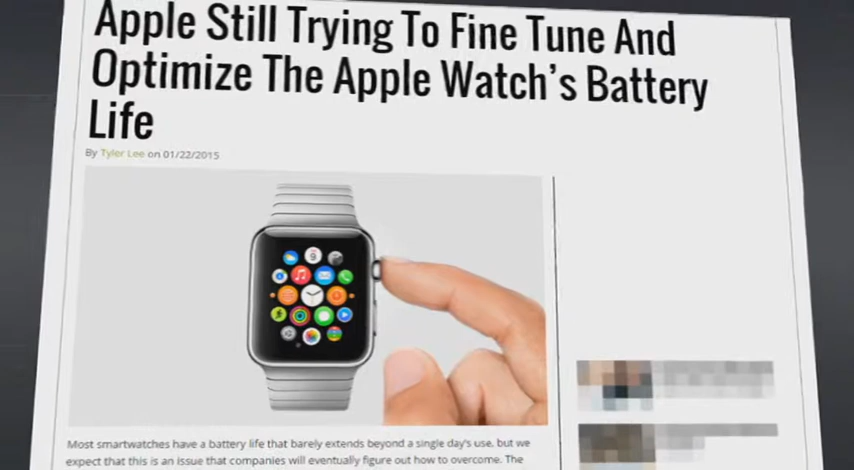 Apple Still Trying To Fine Tune And
Optimize The Apple Watch's Battery
Life
By Tyler Lee on 01/22/2015
9
Most smartwatches have a battery life that barely extends beyond a single day's use, but we
expect that this is an issue that companies will eventually figure out how to overcome. The